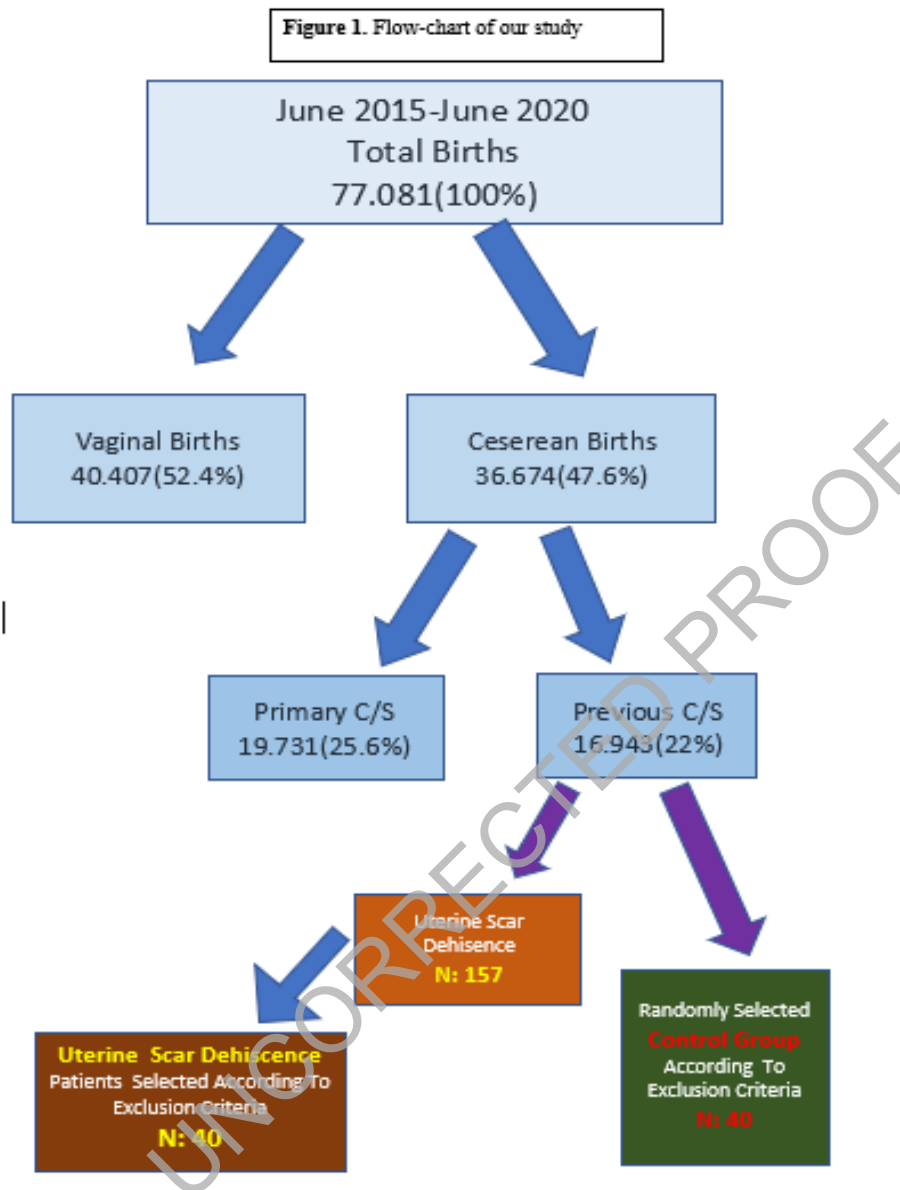 Figure 1. Flow-chart of our study
June 2015-June 2020
Total Births
77.081(100%)
Vaginal Births
40.407(52.4%)
Ceserean Births
36.674(47.6%)
Primary C/S
19.731(25.6%)
Previous C/S
16.943(22%)
Uterine Scar
Dehisence
N: 157
Uterine Scar Dehiscence
Patients Selected According To
Exclusion Criteria
N: 40
Randomly Selected
Control Group
According To
Exclusion Criteria
N: 40
UNCORRECTED PROOF